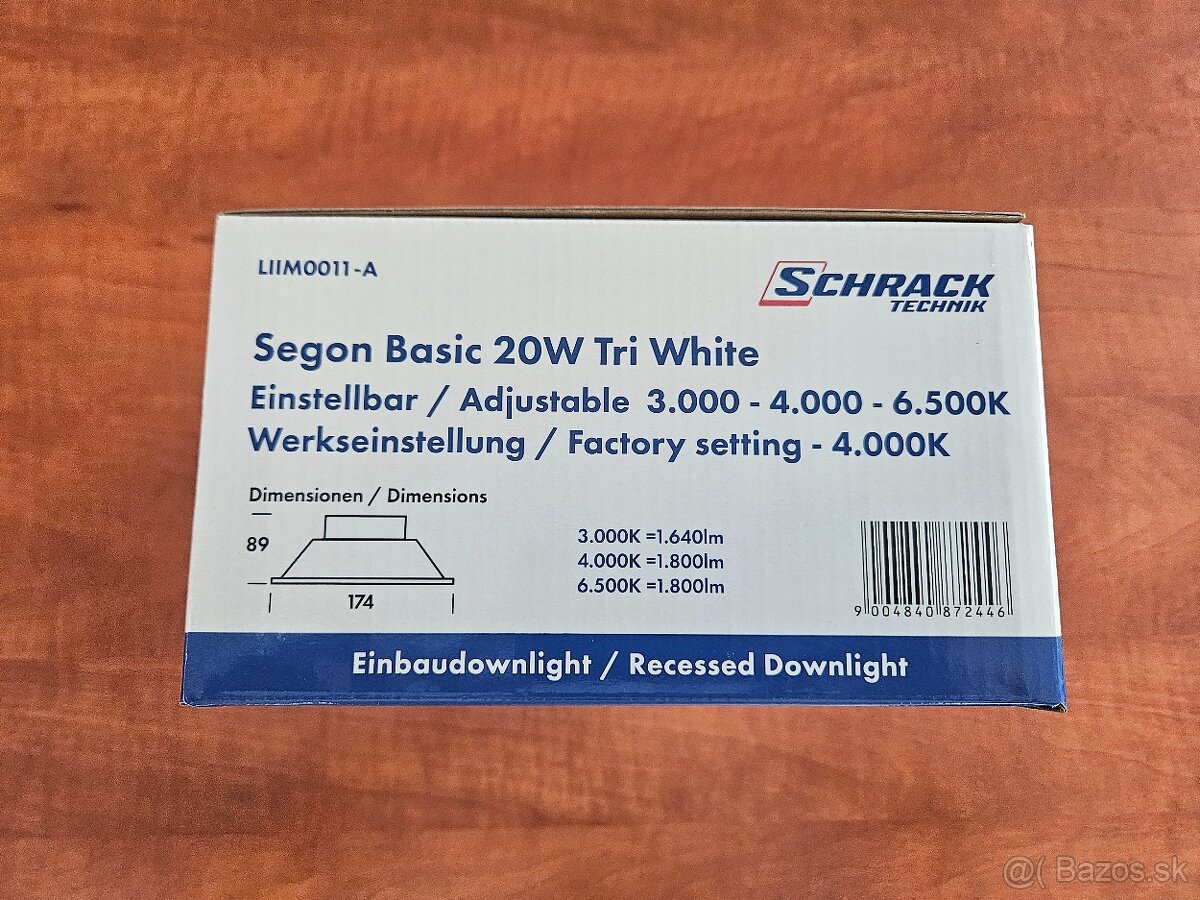 LIIM0011-A
SCHRACK
TECHNIK
Segon Basic 20W Tri White
Einstellbar / Adjustable 3.000 - 4.000 - 6.500K
Werkseinstellung / Factory setting - 4.000K
Dimensionen / Dimensions
89
174
3.000K =1.640lm
4.000K =1.800lm
6.500K =1.800lm
9 004840 872446
Einbaudownlight / Recessed Downlight
@( Bazos.sk